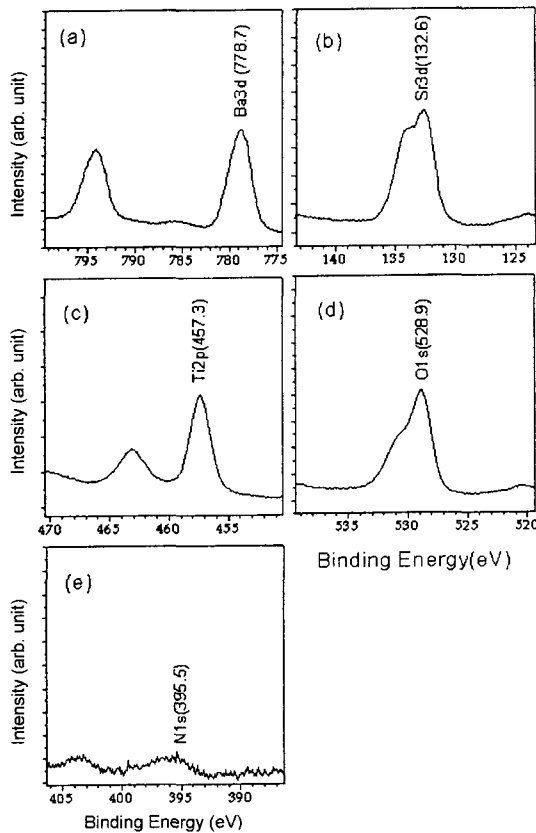 (a)
Ba3d (778.7)
Intensity (arb. unit)
795 790 785 780 775
(b)
Sr3d(132.6)
140 135 130 124
(c)
Ti2p(457.3)
Intensity (arb. unit)
470 465 460 455
(d)
O1s(528.9)
535 530 525 520
Binding Energy(eV)
(e)
N1s(395.5)
Intensity (arb. unit)
405 400 395 390
Binding Energy (eV)